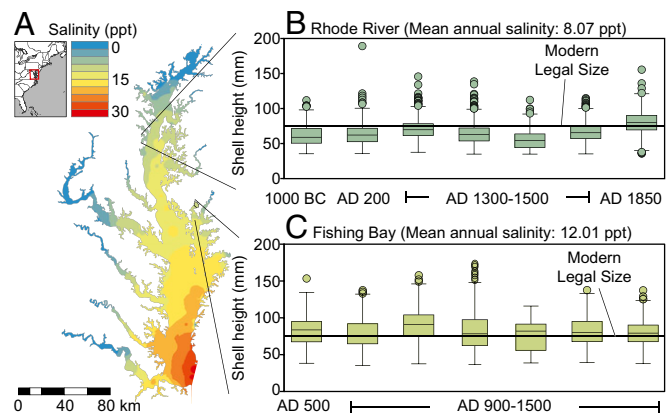 A
Salinity (ppt)
0
15
30
0 40 80 km
B Rhode River (Mean annual salinity: 8.07 ppt)
200
150
100
50
0
Shell height (mm)
Modern
Legal Size
1000 BC AD 200 AD 1300-1500 AD 1850
C Fishing Bay (Mean annual salinity: 12.01 ppt)
200
150
100
50
0
Shell height (mm)
Modern
Legal Size
AD 500 AD 900-1500